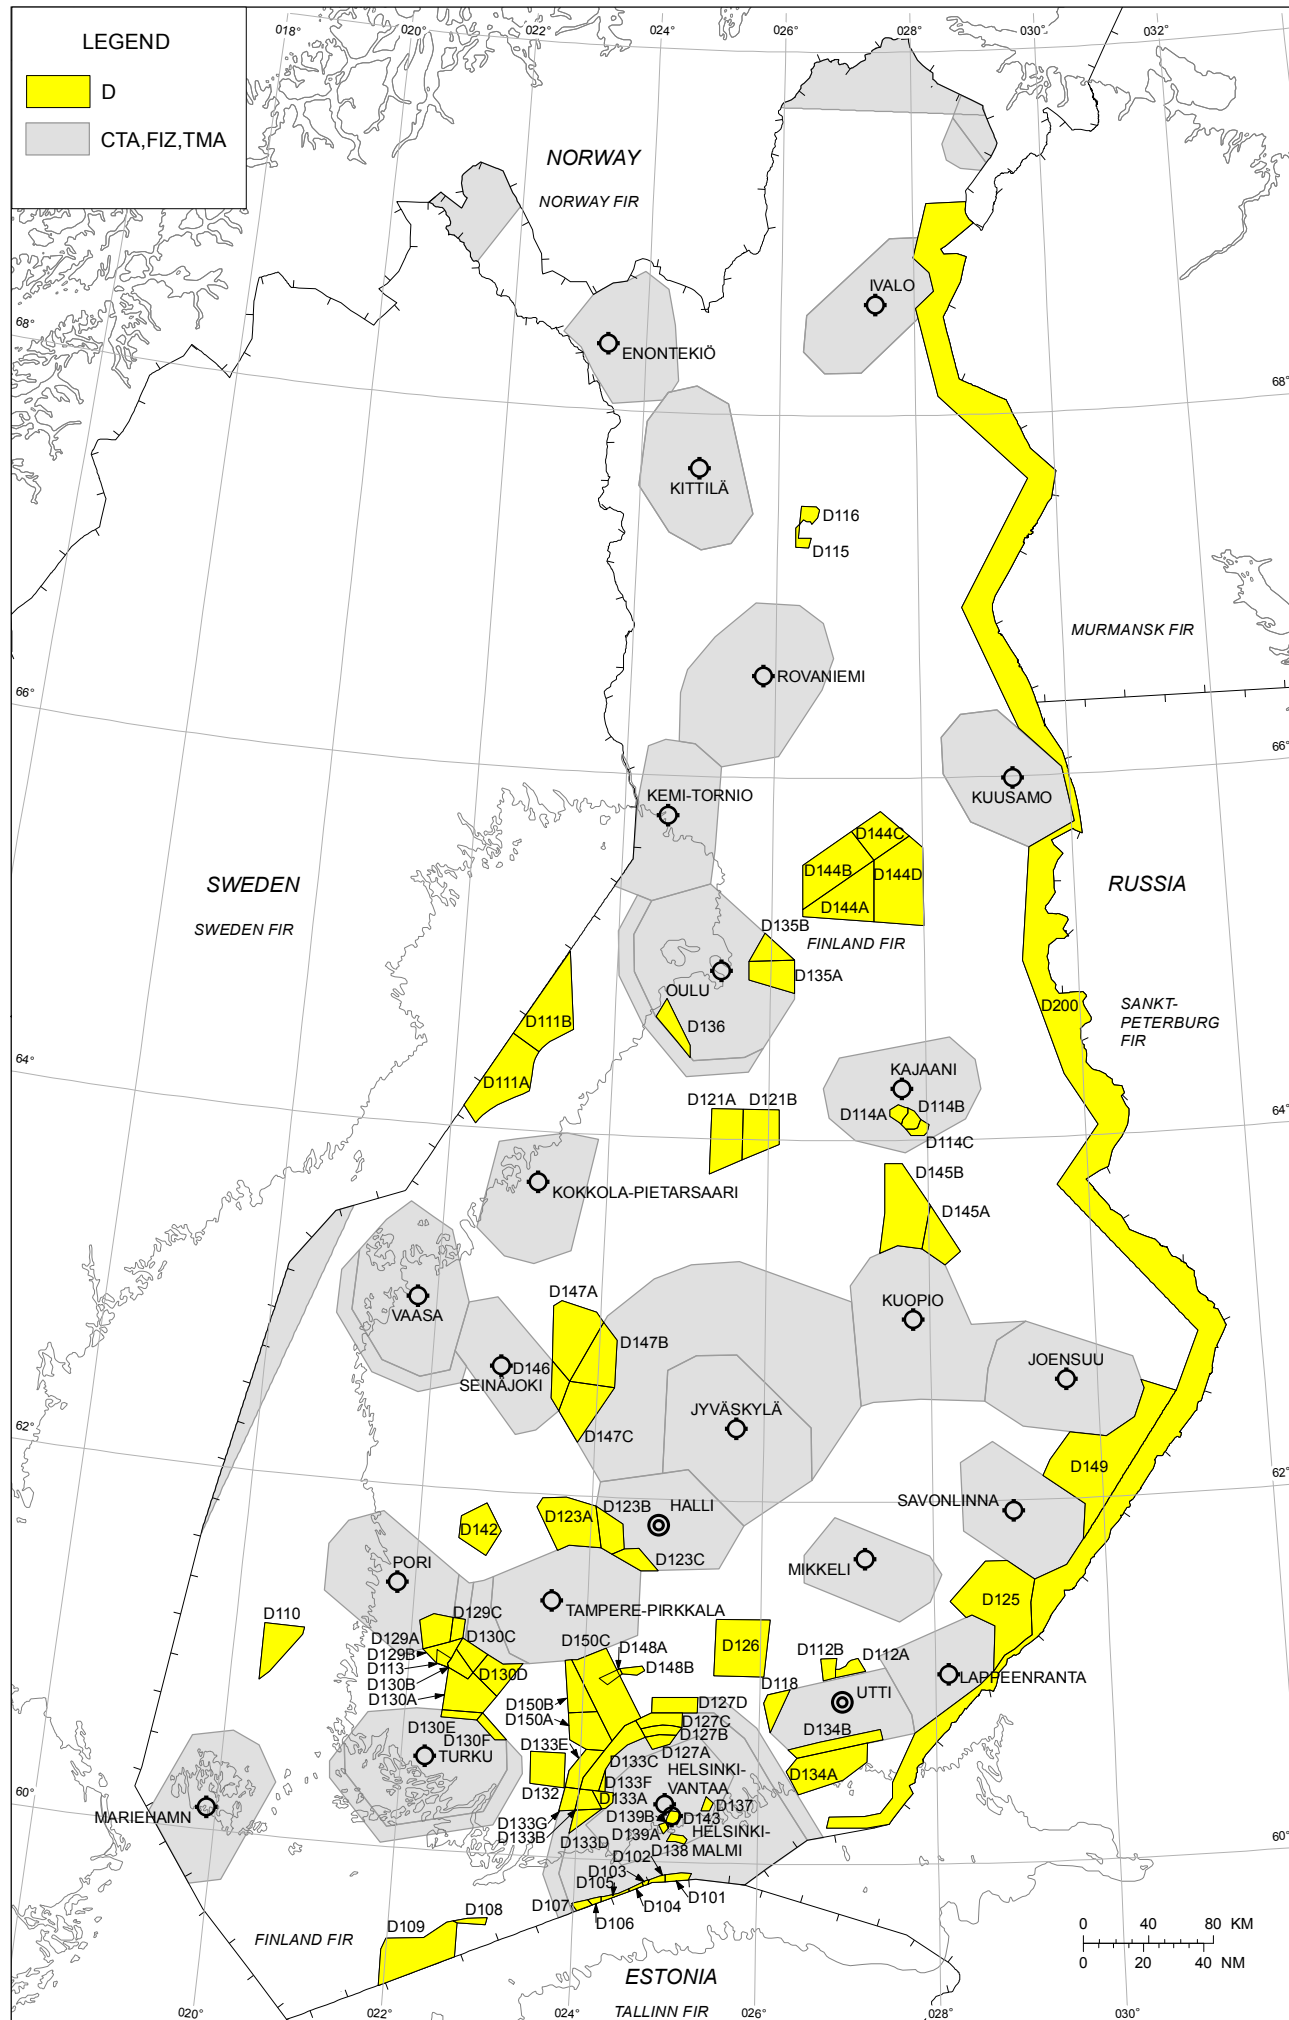 018°
020°
022°
024°
026°
028°
030°
032°
LEGEND
D
CTA,FIZ,TMA
NORWAY
NORWAY FIR
IVALO
68°
ENONTEKIÖ
68°
KITTILÄ
D116
D115
MURMANSK FIR
ROVANIEMI
66°
66°
KEMI-TORNIO
KUUSAMO
D144C
D144B
D144D
D144A
SWEDEN
RUSSIA
SWEDEN FIR
D135B
FINLAND FIR
D135A
OULU
D136
D111B
D200
SANKT-
PETERBURG
FIR
64°
D111A
KAJAANI
D121A
D121B
D114A
D114B
D114C
64°
D145B
KOKKOLA-PIETARSAARI
D145A
D147A
VAASA
KUOPIO
D147B
D146
SEINÄJOKI
JOENSUU
JYVÄSKYLÄ
62°
D147C
D149
62°
SAVONLINNA
D123A
D123B
HALLI
D142
D123C
PORI
MIKKELI
D125
TAMPERE-PIRKKALA
D110
D129C
D129A
D129B
D130C
D113
D130B
D130D
D130A
D150C
D148A
D148B
D126
D112B
D112A
LAPPEENRANTA
D118
UTTI
D150B
D127D
D150A
D127C
D127B
D134B
D130E
D130F
TURKU
D133E
D127A
D133C
HELSINKI-
VANTAA
D134A
D133F
D132
D133A
D137
MARIEHAMN
60°
D139B
D143
D133G
D133B
D139A
HELSINKI-
MALMI
D133D
D138
60°
D102
D103
D105
D101
D104
D107
D106
D108
D109
FINLAND FIR
0 40 80 KM
0 20 40 NM
ESTONIA
TALLINN FIR
020°
022°
024°
026°
028°
030°